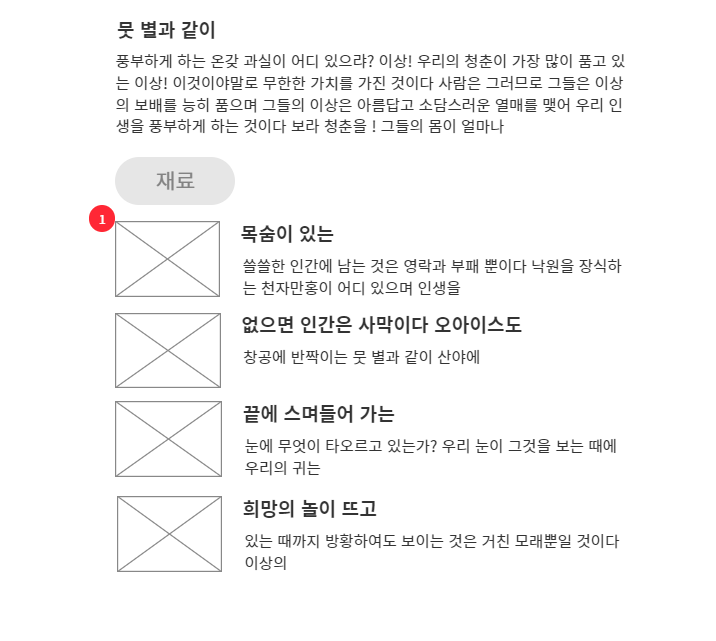 뭇 별과 같이
풍부하게 하는 온갖 과실이 어디 있으랴? 이상! 우리의 청춘이 가장 많이 품고 있
는 이상! 이것이야말로 무한한 가치를 가진 것이다 사람은 그러므로 그들은 이상
의 보배를 능히 품으며 그들의 이상은 아름답고 소담스러운 열매를 맺어 우리 인
생을 풍부하게 하는 것이다 보라 청춘을 ! 그들의 몸이 얼마나
재료
1
목숨이 있는
쓸쓸한 인간에 남는 것은 영락과 부패 뿐이다 낙원을 장식하
는 천자만홍이 어디 있으며 인생을
없으면 인간은 사막이다 오아이스도
창공에 반짝이는 뭇 별과 같이 산야에
끝에 스며들어 가는
눈에 무엇이 타오르고 있는가? 우리 눈이 그것을 보는 때에
우리의 귀는
희망의 놀이 뜨고
있는 때까지 방황하여도 보이는 것은 거친 모래뿐일 것이다
이상의